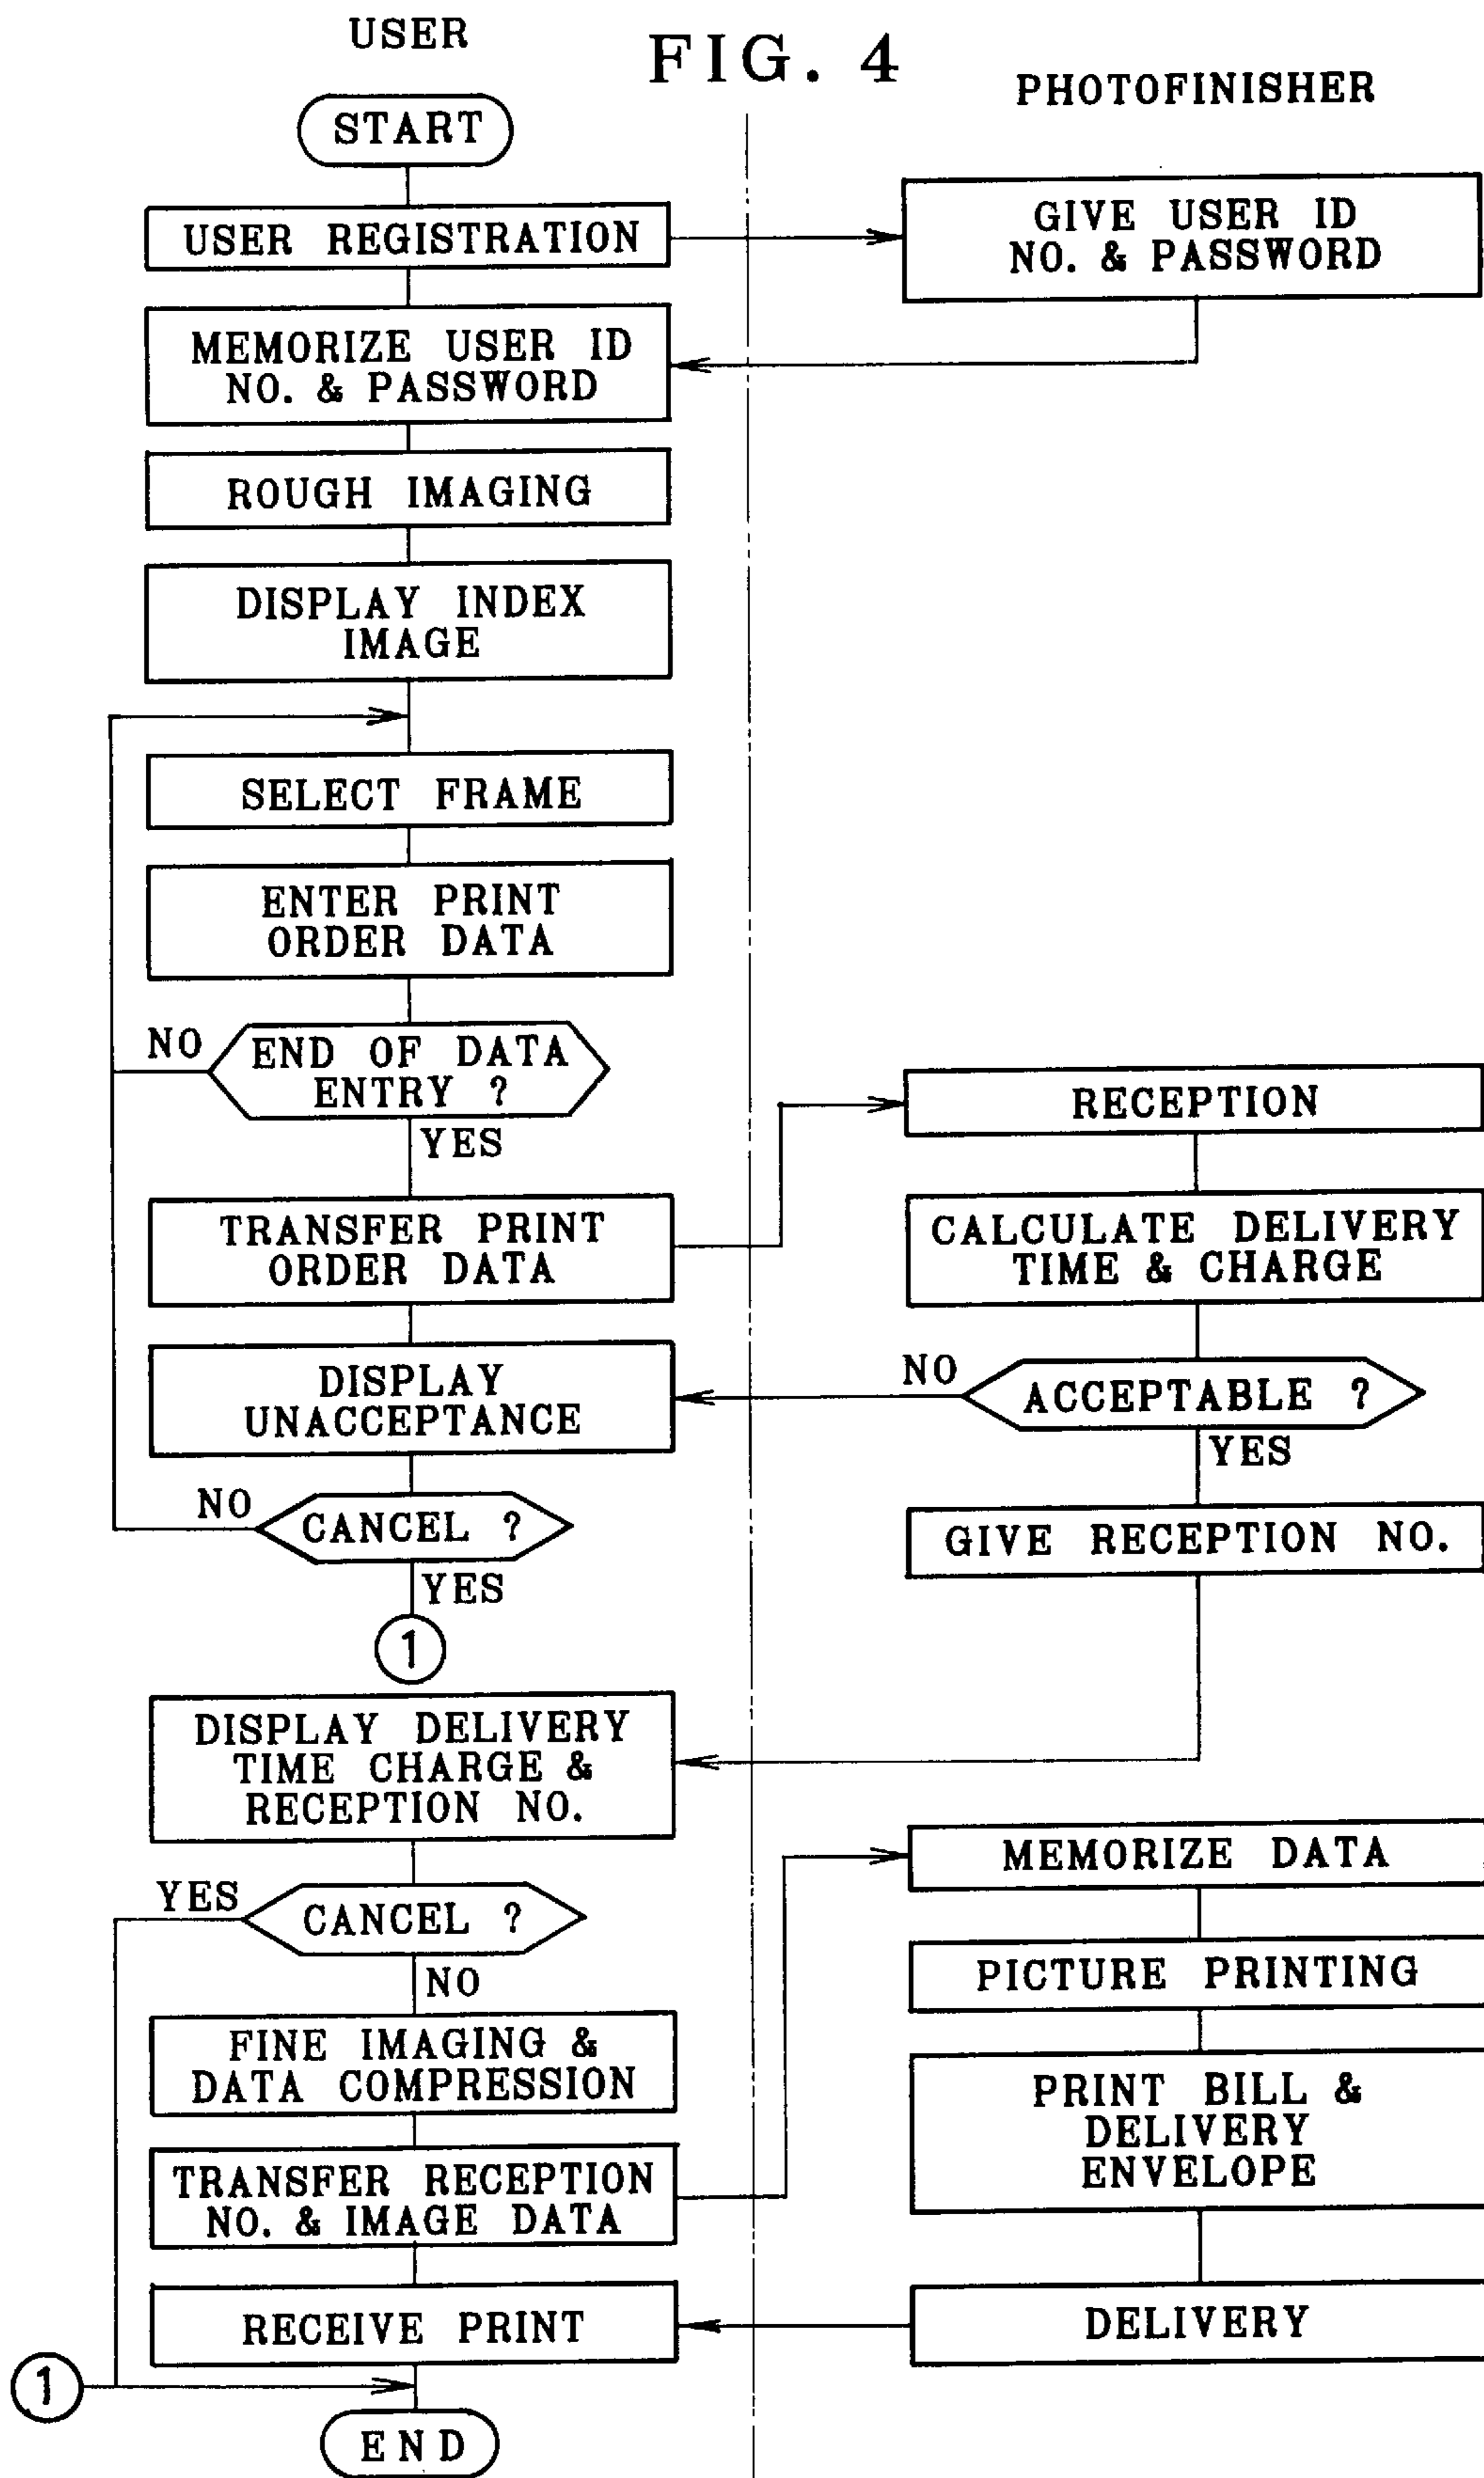 USER
FIG. 4
PHOTOFINISHER
START
USER REGISTRATION
GIVE USER ID
NO. & PASSWORD
MEMORIZE USER ID
NO. & PASSWORD
ROUGH IMAGING
DISPLAY INDEX
IMAGE
SELECT FRAME
ENTER PRINT
ORDER DATA
NO
END OF DATA
ENTRY ?
YES
RECEPTION
TRANSFER PRINT
ORDER DATA
CALCULATE DELIVERY
TIME & CHARGE
DISPLAY
UNACCEPTANCE
NO
ACCEPTABLE ?
YES
NO
CANCEL ?
YES
GIVE RECEPTION NO.
1
DISPLAY DELIVERY
TIME CHARGE &
RECEPTION NO.
MEMORIZE DATA
YES
CANCEL ?
NO
PICTURE PRINTING
FINE IMAGING &
DATA COMPRESSION
PRINT BILL &
DELIVERY
ENVELOPE
TRANSFER RECEPTION
NO. & IMAGE DATA
RECEIVE PRINT
DELIVERY
1
END